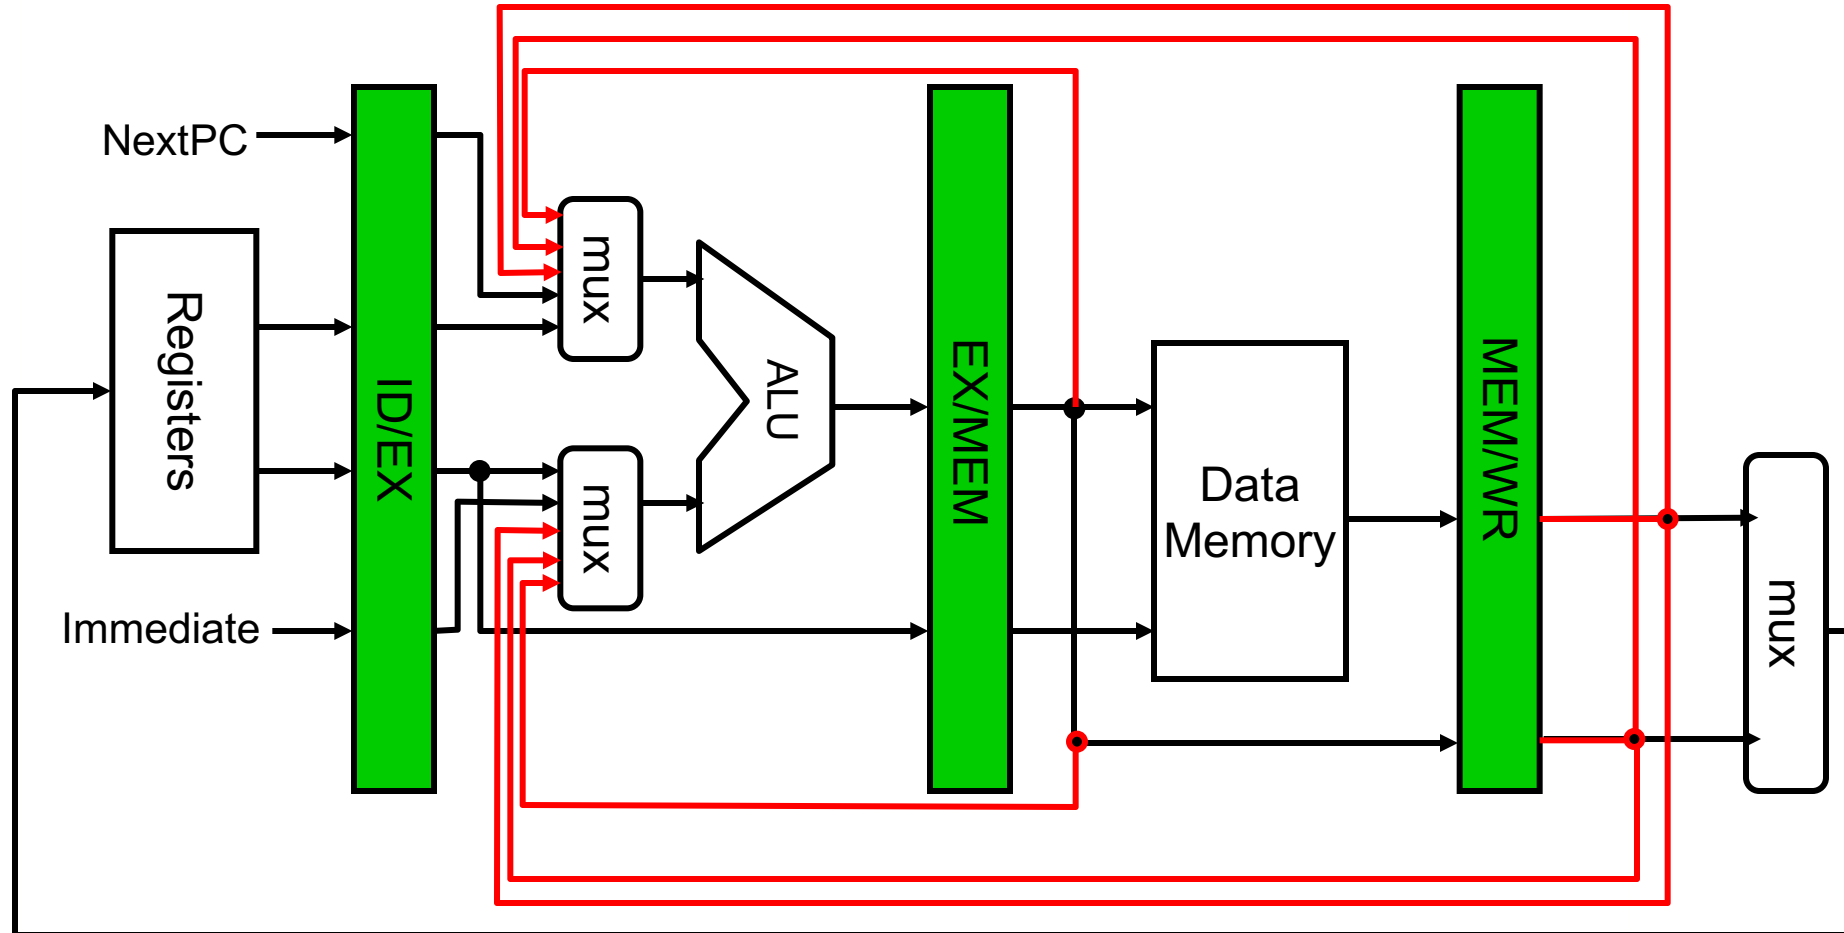 NextPC
Registers
Immediate
ID/EX
mux
mux
ALU
EX/MEM
Data
Memory
MEM/WR
mux